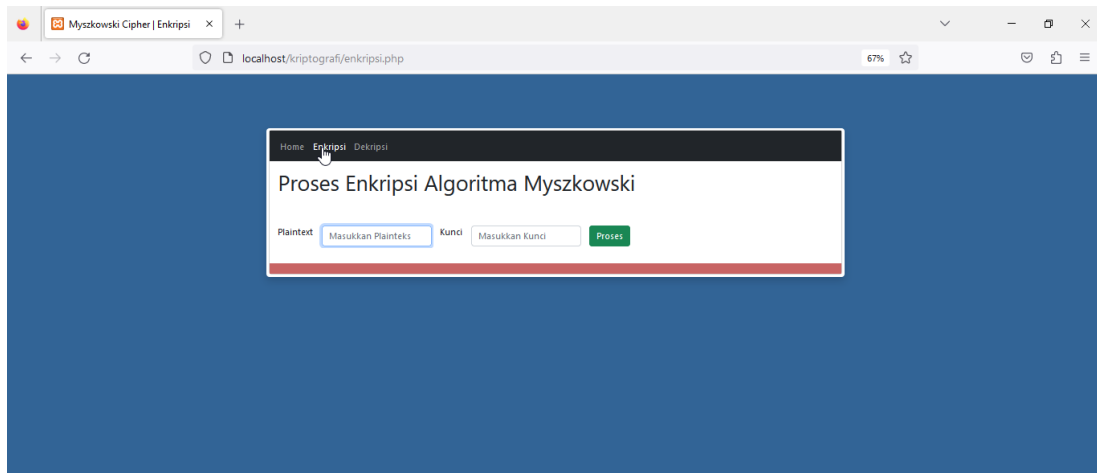 Myszkowski Cipher | Enkripsi
localhost/kriptografi/enkripsi.php 67%
Home Enkripsi Dekripsi
Proses Enkripsi Algoritma Myszkowski
Plaintext Masukkan Plainteks Kunci Masukkan Kunci Proses